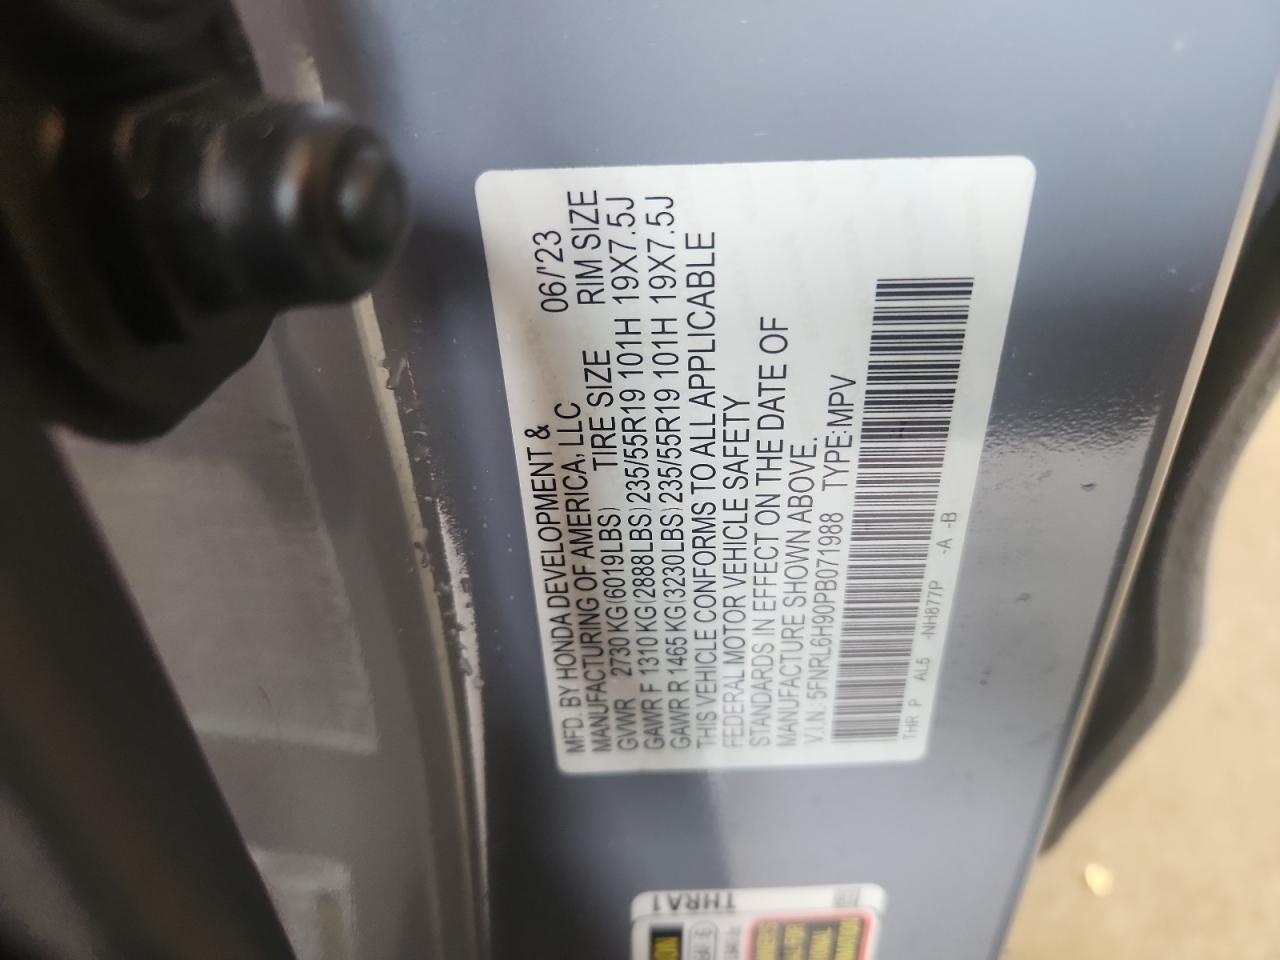 MFD. BY HONDA DEVELOPMENT & 06/'23
MANUFACTURING OF AMERICA, LLC
TIRE SIZE RIM SIZE
GVWR 2730 KG(6019LBS)
GAWR F 1310 KG(2888LBS) 235/55R19 101H 19X7.5J
GAWR R 1465 KG(3230LBS) 235/55R19 101H 19X7.5J
THIS VEHICLE CONFORMS TO ALL APPLICABLE
FEDERAL MOTOR VEHICLE SAFETY
STANDARDS IN EFFECT ON THE DATE OF
MANUFACTURE SHOWN ABOVE.
V.I.N.: 5FNRL6H90PB071988 TYPE:MPV
THR P AL6 -NH877P -A -B
THRA1